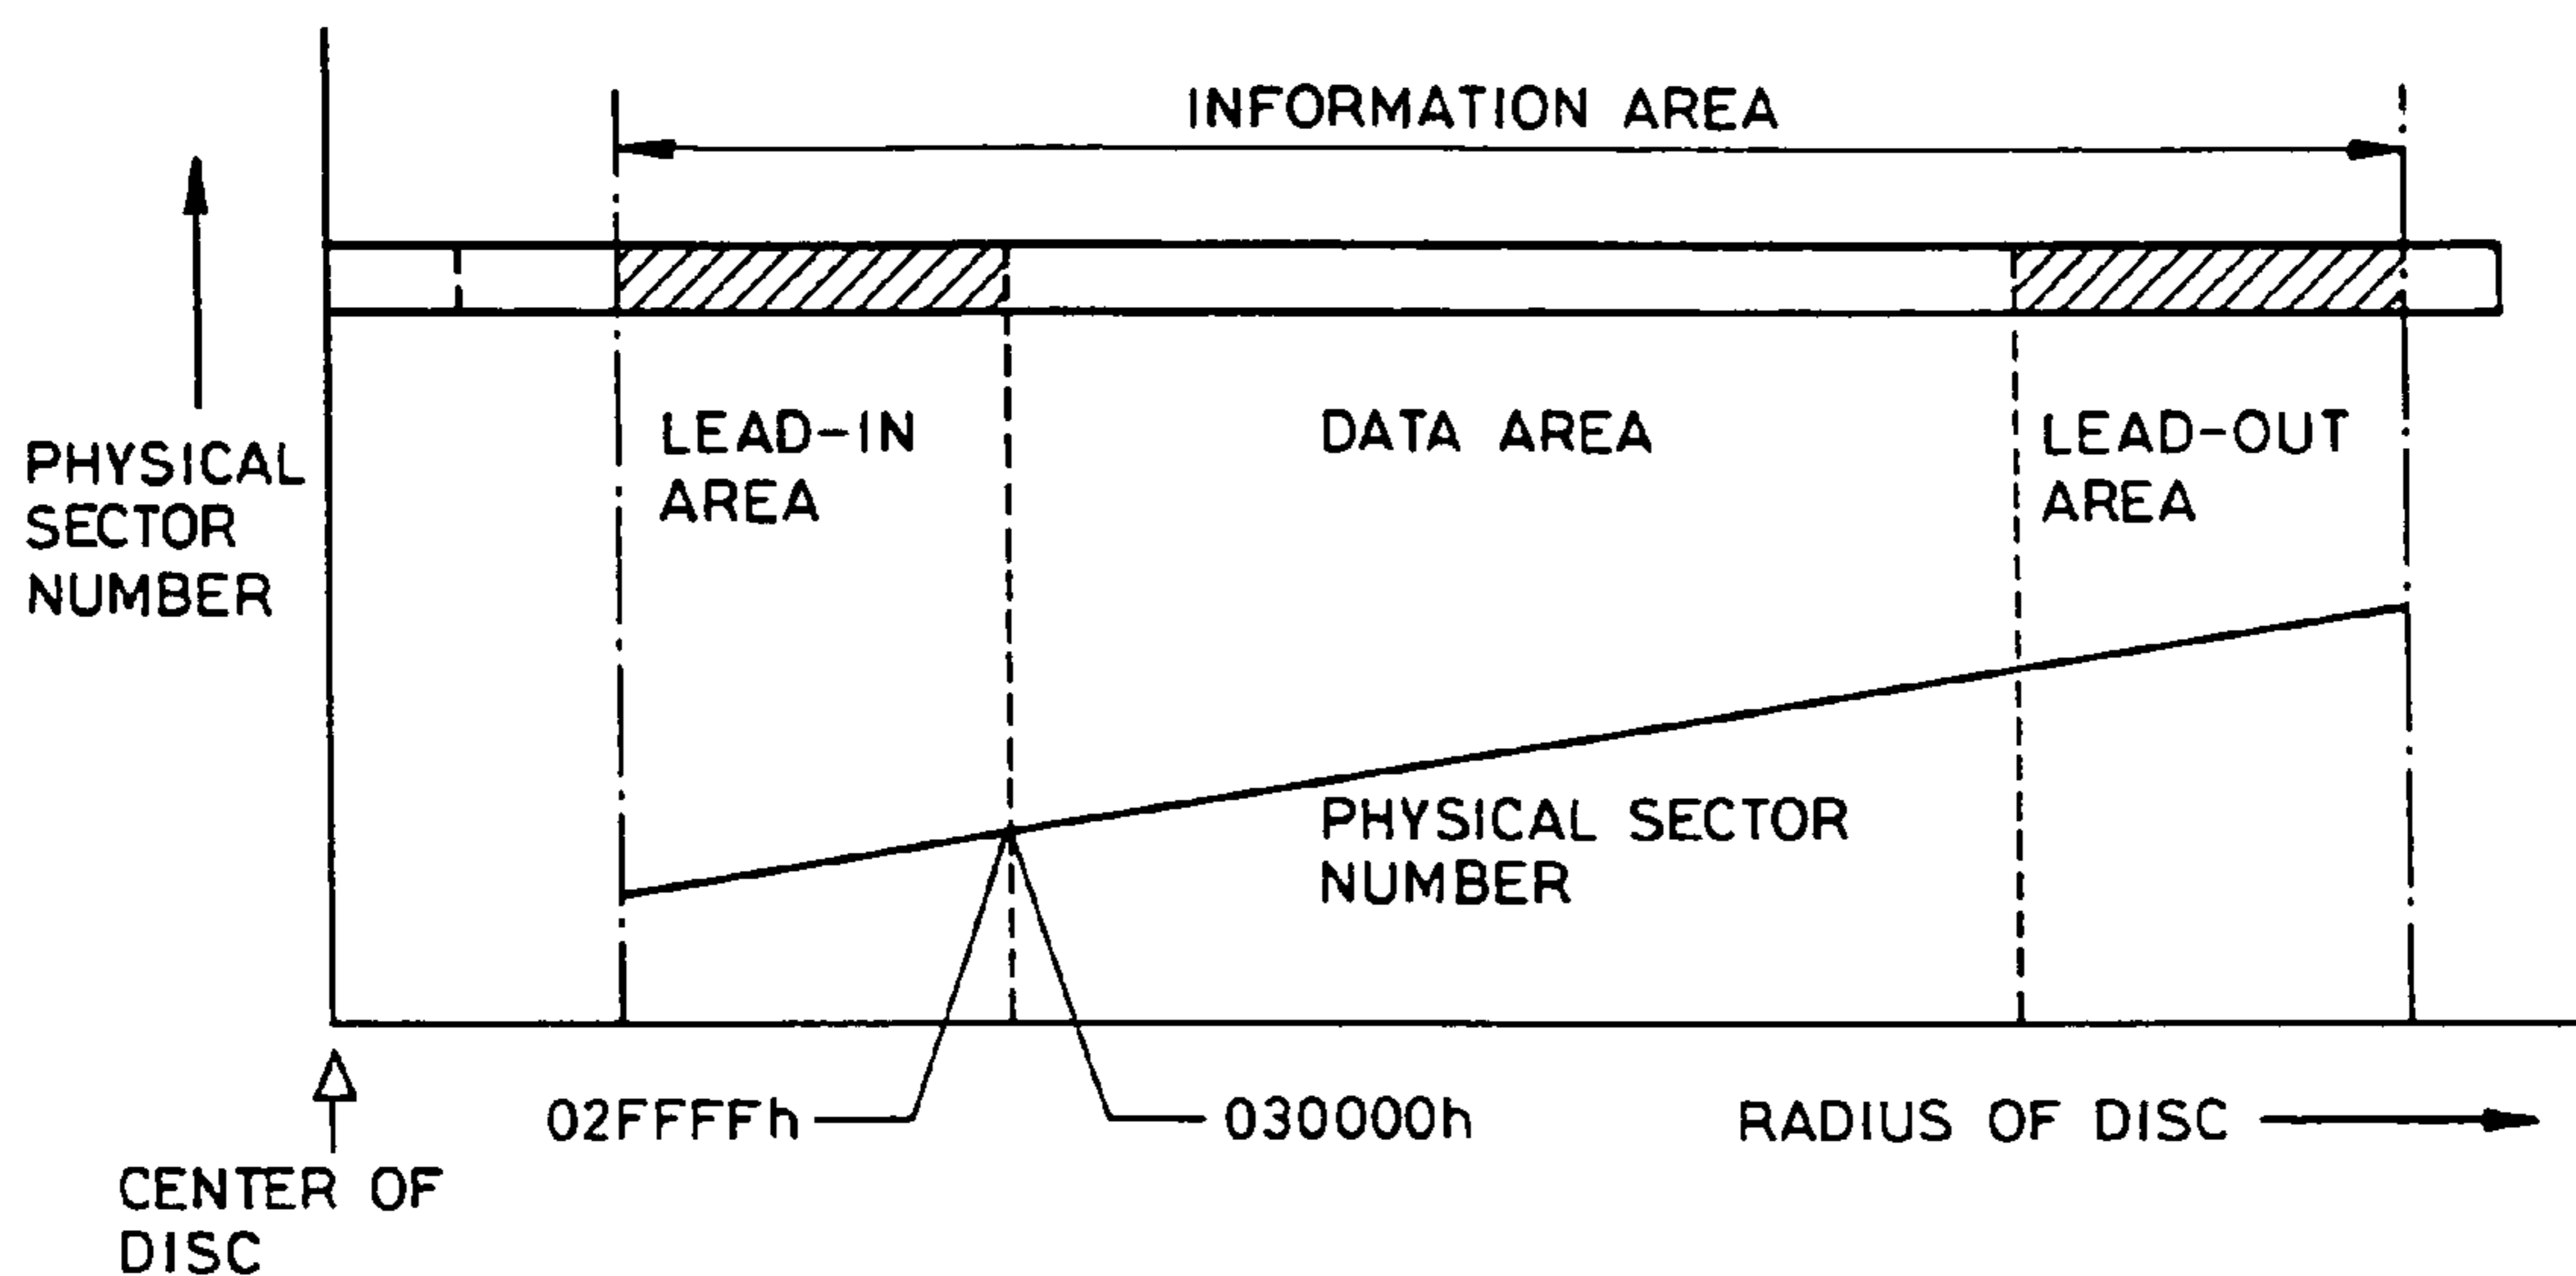 INFORMATION AREA
PHYSICAL
SECTOR
NUMBER
LEAD-IN
AREA
DATA AREA
LEAD-OUT
AREA
PHYSICAL SECTOR
NUMBER
02FFFFh
030000h
RADIUS OF DISC
CENTER OF
DISC